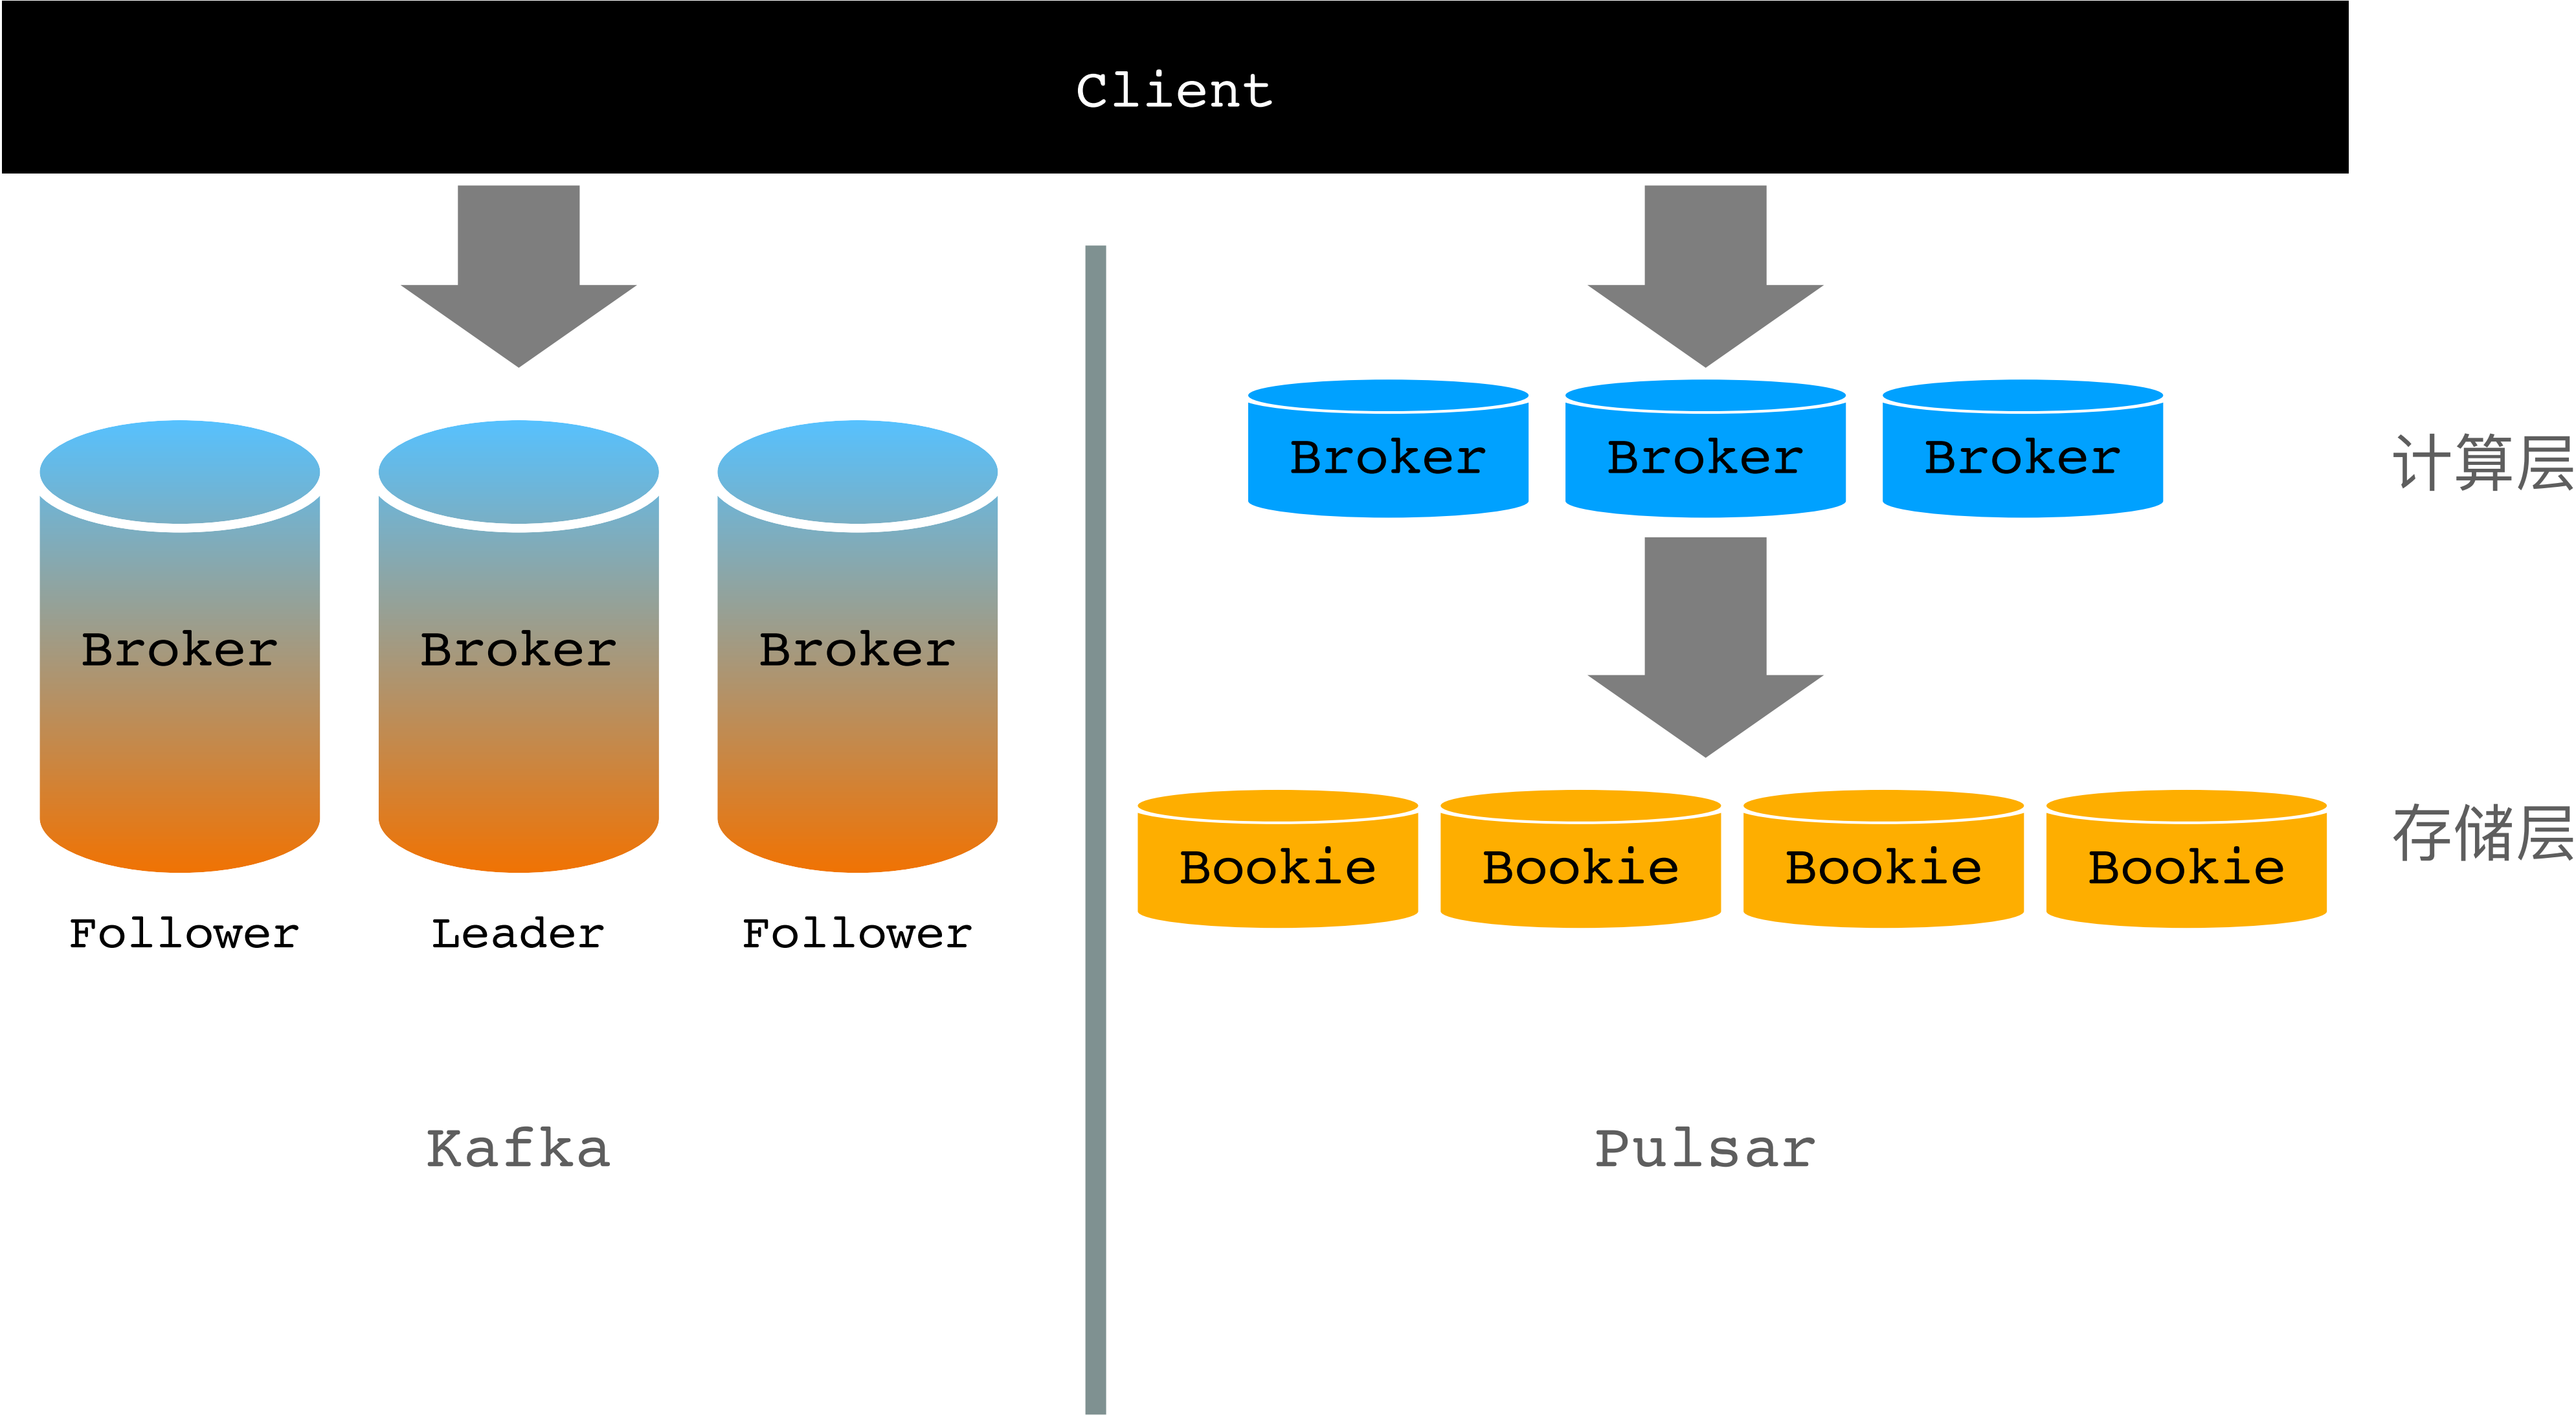 Client
Broker
Broker
Broker
Follower
Leader
Follower
Kafka
Broker
Broker
Broker
计算层
Bookie
Bookie
Bookie
Bookie
存储层
Pulsar